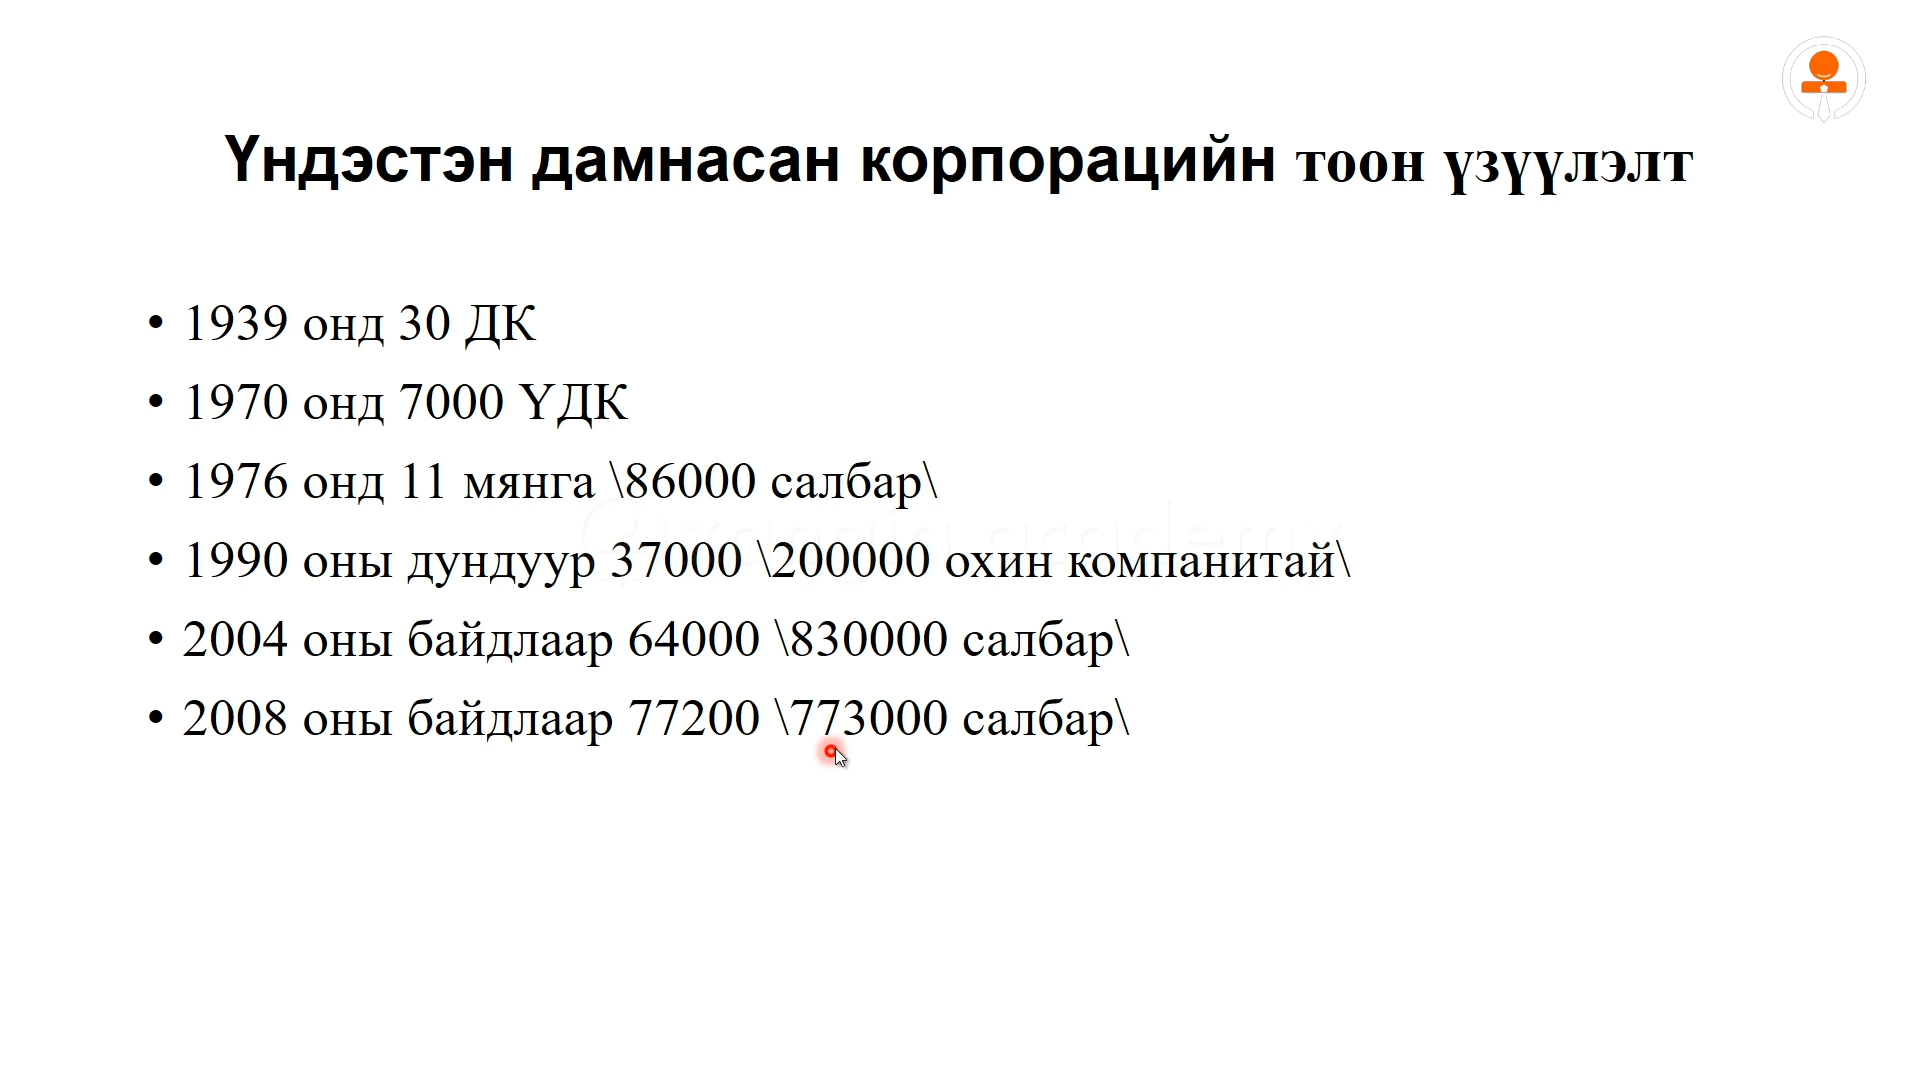 Үндэстэн дамнасан корпорацийн тоон үзүүлэлт
• 1939 онд 30 ДК
• 1970 онд 7000 ҮДК
• 1976 онд 11 мянга \86000 салбар\
• 1990 оны дундуур 37000 \200000 охин компанитай\
• 2004 оны байдлаар 64000 \830000 салбар\
• 2008 оны байдлаар 77200 \773000 салбар\